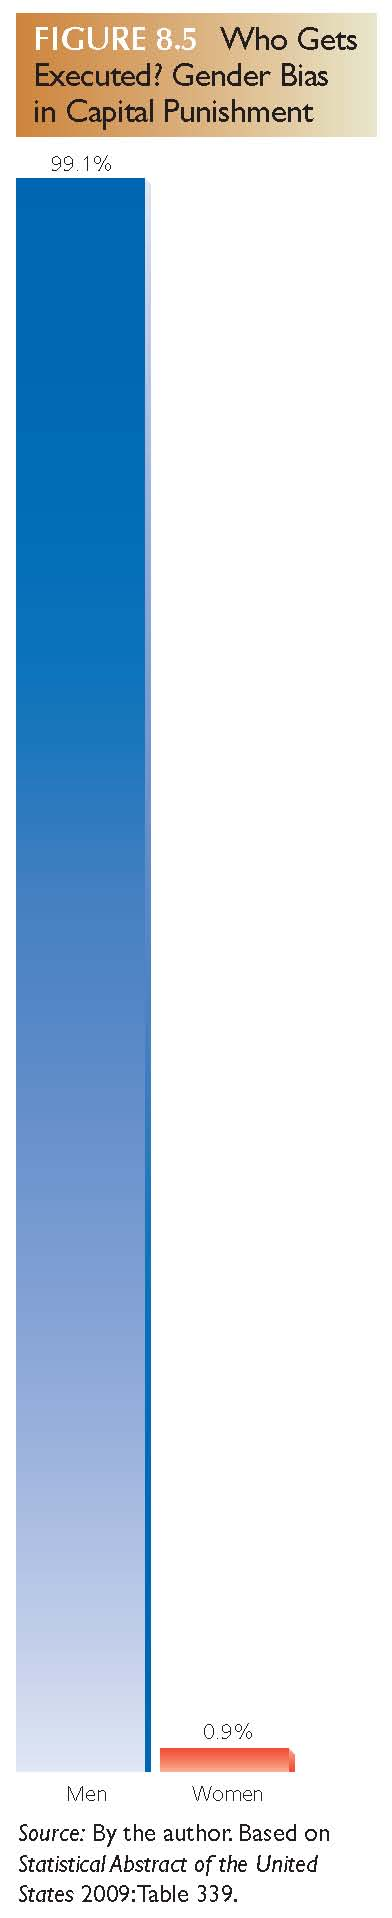 FIGURE 8.5 Who Gets
Executed? Gender Bias
in Capital Punishment
99.1%
0.9%
Men Women
Source: By the author. Based on
Statistical Abstract of the United
States 2009:Table 339.